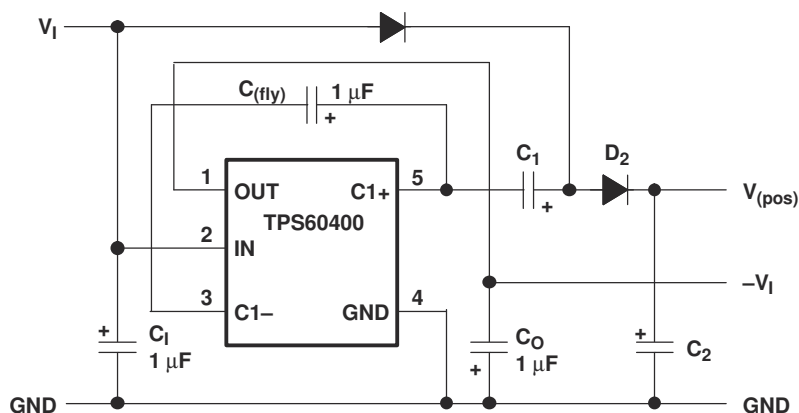 V_I
C_(fly) 1 µF
+
1 OUT C1+ 5
C_1 D_2
+
TPS60400
V_(pos)
2 IN
–V_I
3 C1– GND 4
+ C_I
1 µF
C_O
1 µF
+
+ C_2
GND GND